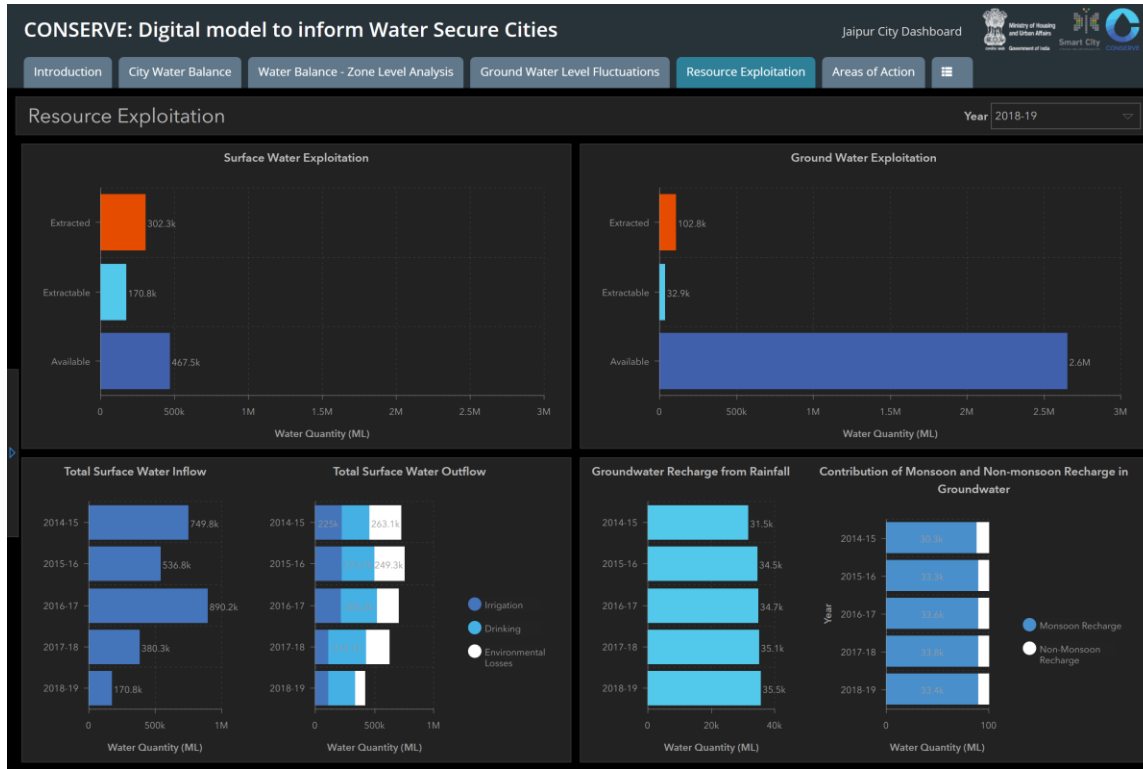 CONSERVE: Digital model to inform Water Secure Cities
Jaipur City Dashboard
Ministry of Housing
and Urban Affairs
Government of India
Smart City
CONSERVE
Introduction
City Water Balance
Water Balance - Zone Level Analysis
Ground Water Level Fluctuations
Resource Exploitation
Areas of Action
Resource Exploitation
Year 2018-19
Surface Water Exploitation
Extracted 302.3k
Extractable 170.8k
Available 467.5k
0 500k 1M 1.5M 2M 2.5M 3M
Water Quantity (ML)
Ground Water Exploitation
Extracted 102.8k
Extractable 32.9k
Available 2.6M
0 500k 1M 1.5M 2M 2.5M 3M
Water Quantity (ML)
Total Surface Water Inflow
2014-15 749.8k
2015-16 536.8k
2016-17 890.2k
2017-18 380.3k
2018-19 170.8k
0 500k 1M
Water Quantity (ML)
Total Surface Water Outflow
2014-15 225k 263.1k
2015-16 249.3k
2016-17
2017-18
2018-19
0 500k 1M
Water Quantity (ML)
Irrigation
Drinking
Environmental
Losses
Groundwater Recharge from Rainfall
2014-15 31.5k
2015-16 34.5k
2016-17 34.7k
2017-18 35.1k
2018-19 35.5k
0 20k 40k
Water Quantity (ML)
Contribution of Monsoon and Non-monsoon Recharge in
Groundwater
Year
2014-15 30.3k
2015-16 33.3k
2016-17 33.6k
2017-18 33.8k
2018-19 33.4k
0 100
Water Quantity (ML)
Monsoon Recharge
Non-Monsoon
Recharge